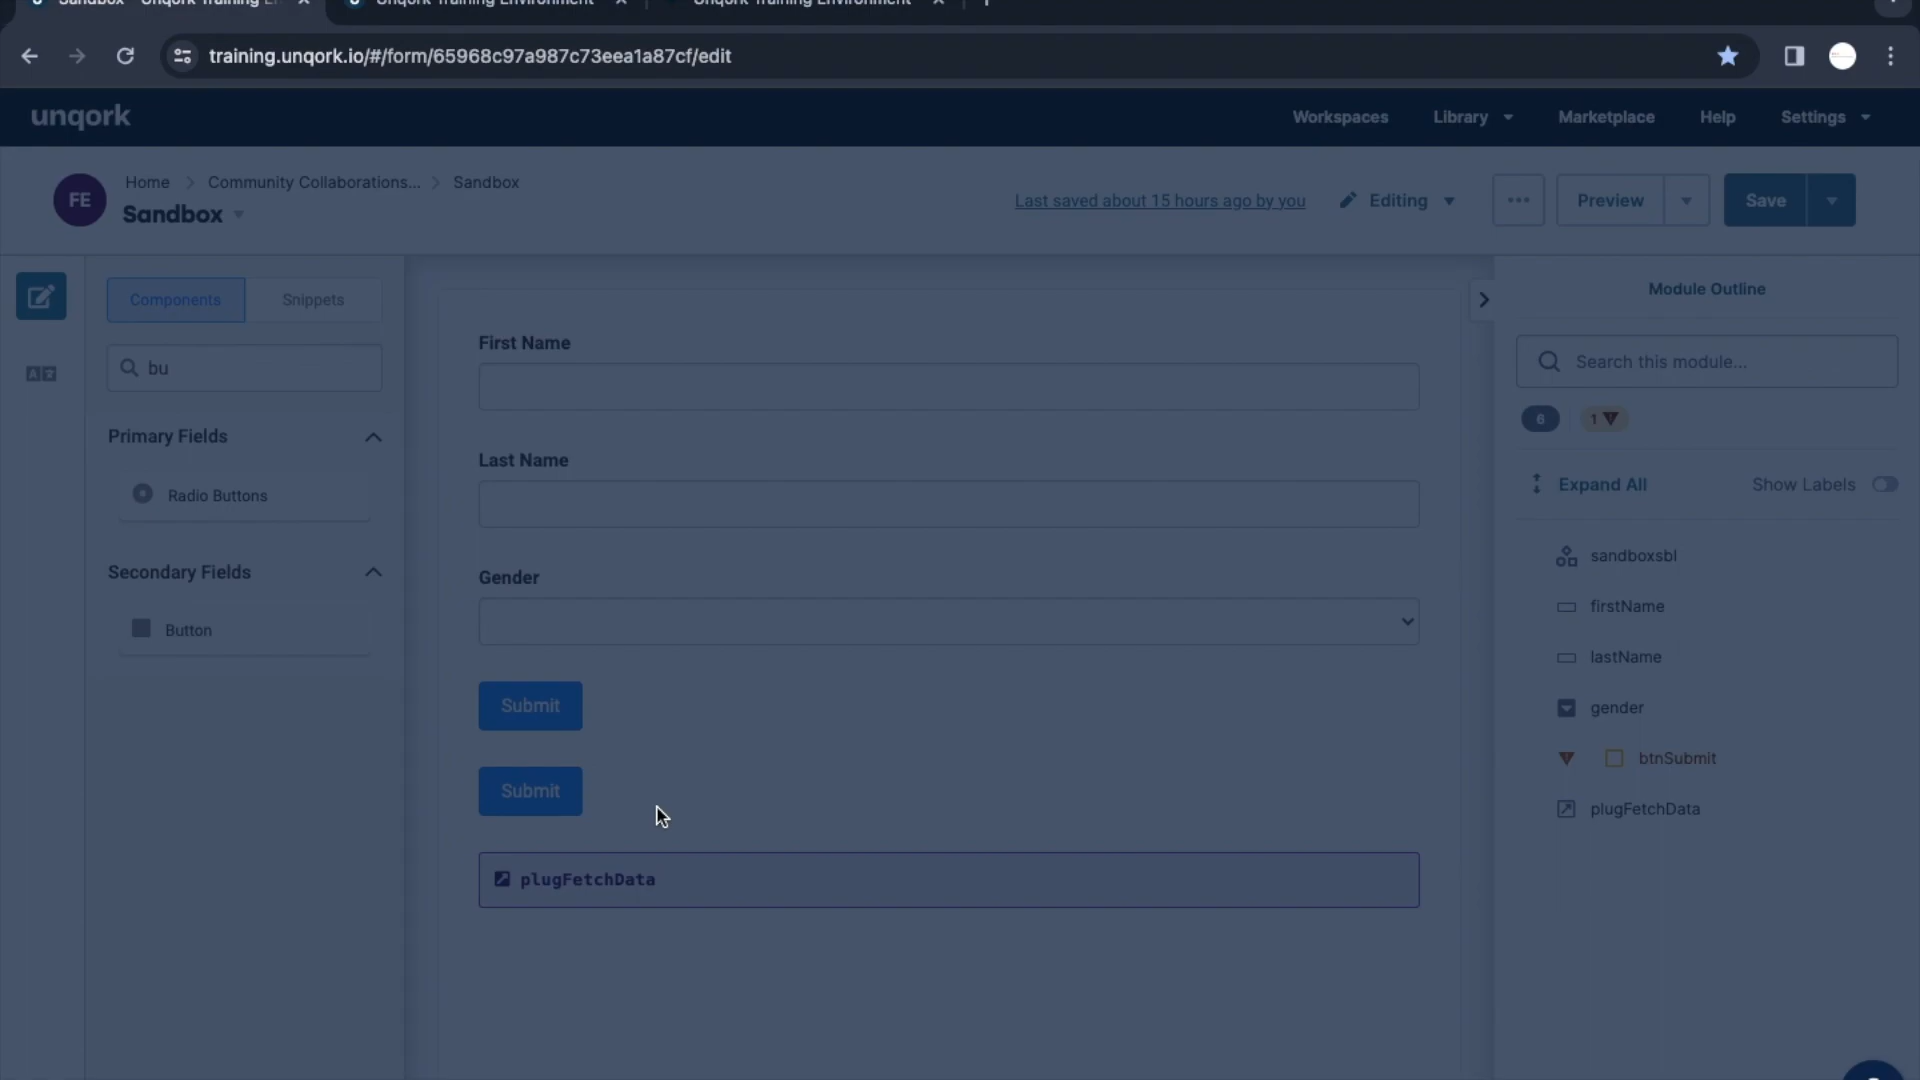 Sandbox
Unqork Training Environment
Unqork Training Environment
training.unqork.io/#/form/65968c97a987c73eea1a87cf/edit
unqork
Workspaces
Library
Marketplace
Help
Settings
FE
Home
Community Collaborations...
Sandbox
Sandbox
Last saved about 15 hours ago by you
Editing
Preview
Save
Components
Snippets
bu
Primary Fields
Radio Buttons
Secondary Fields
Button
First Name
Last Name
Gender
Submit
Submit
plugFetchData
Module Outline
Search this module...
6
1
Expand All
Show Labels
sandboxsbl
firstName
lastName
gender
btnSubmit
plugFetchData